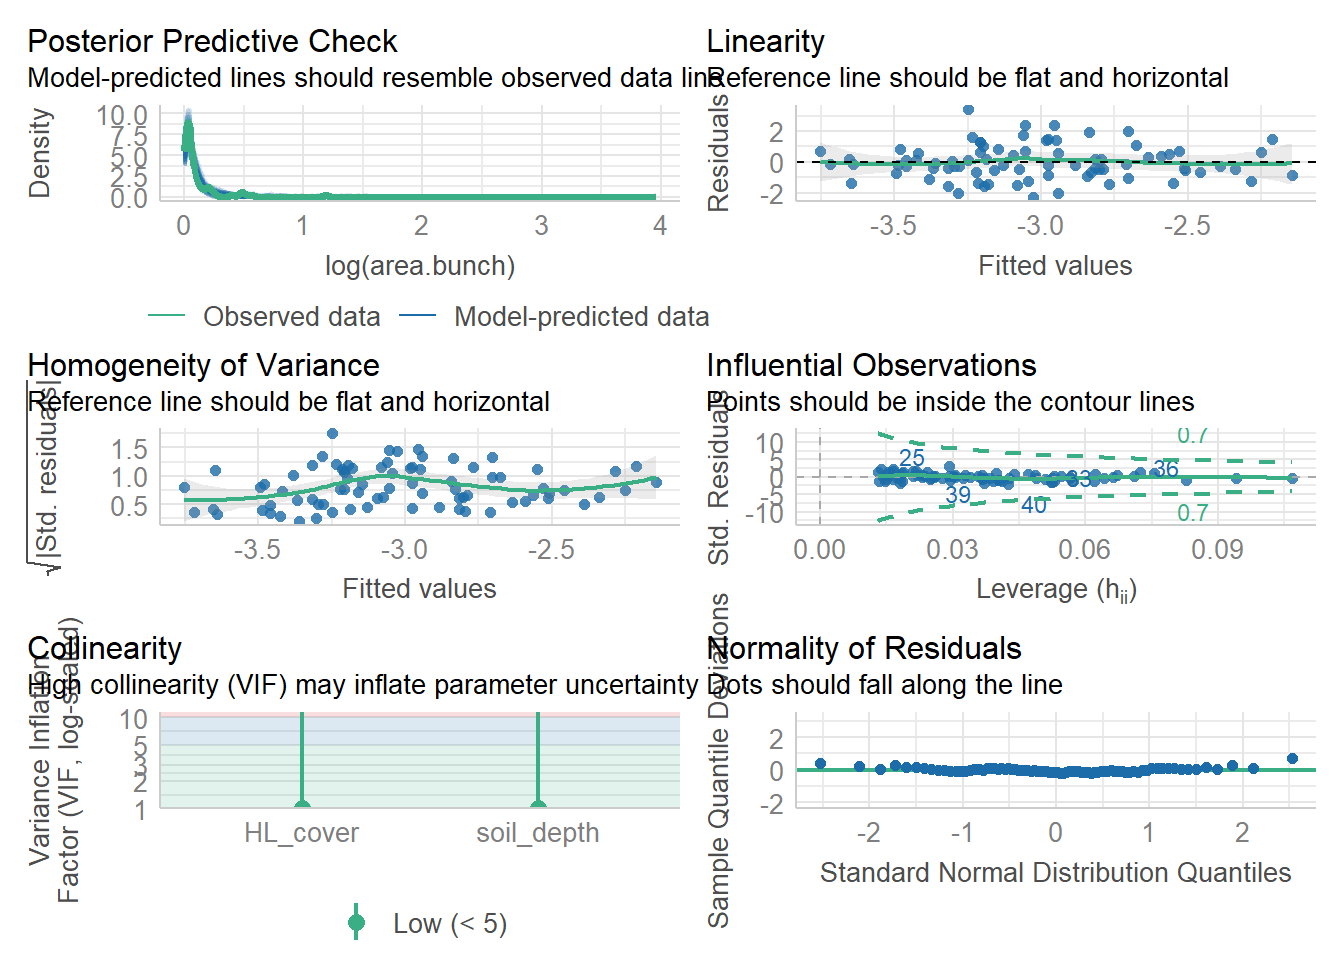 Posterior Predictive Check
Model-predicted lines should resemble observed data line
Density
10.0
7.5
5.0
2.5
0.0
0 1 2 3 4
log(area.bunch)
Observed data Model-predicted data
Linearity
Reference line should be flat and horizontal
Residuals
2
0
-2
-3.5 -3.0 -2.5
Fitted values
Homogeneity of Variance
Reference line should be flat and horizontal
√|Std. residuals|
1.5
1.0
0.5
-3.5 -3.0 -2.5
Fitted values
Influential Observations
Points should be inside the contour lines
Std. Residuals
10
5
0
-5
-10
0.7
25
36
33
39
40
0.7
0.00 0.03 0.06 0.09
Leverage (hii)
Collinearity
High collinearity (VIF) may inflate parameter uncertainty
Variance Inflation
Factor (VIF, log-scaled)
10
5
3
2
1
HL_cover soil_depth
Low (< 5)
Normality of Residuals
Dots should fall along the line
Sample Quantile Deviations
2
0
-2
-2 -1 0 1 2
Standard Normal Distribution Quantiles